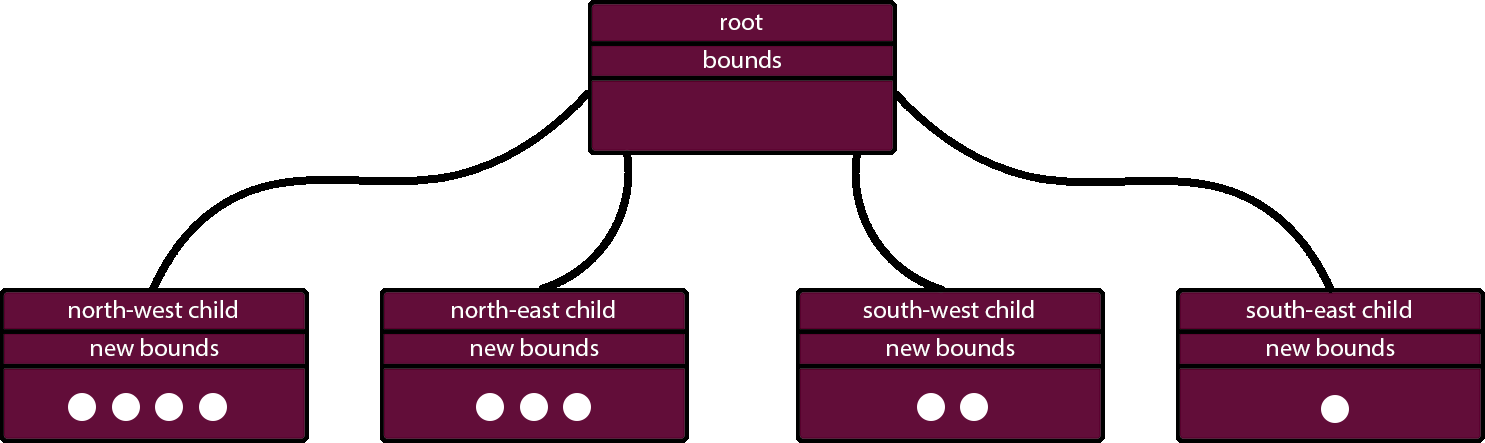 root
bounds
north-west child
new bounds
north-east child
new bounds
south-west child
new bounds
south-east child
new bounds